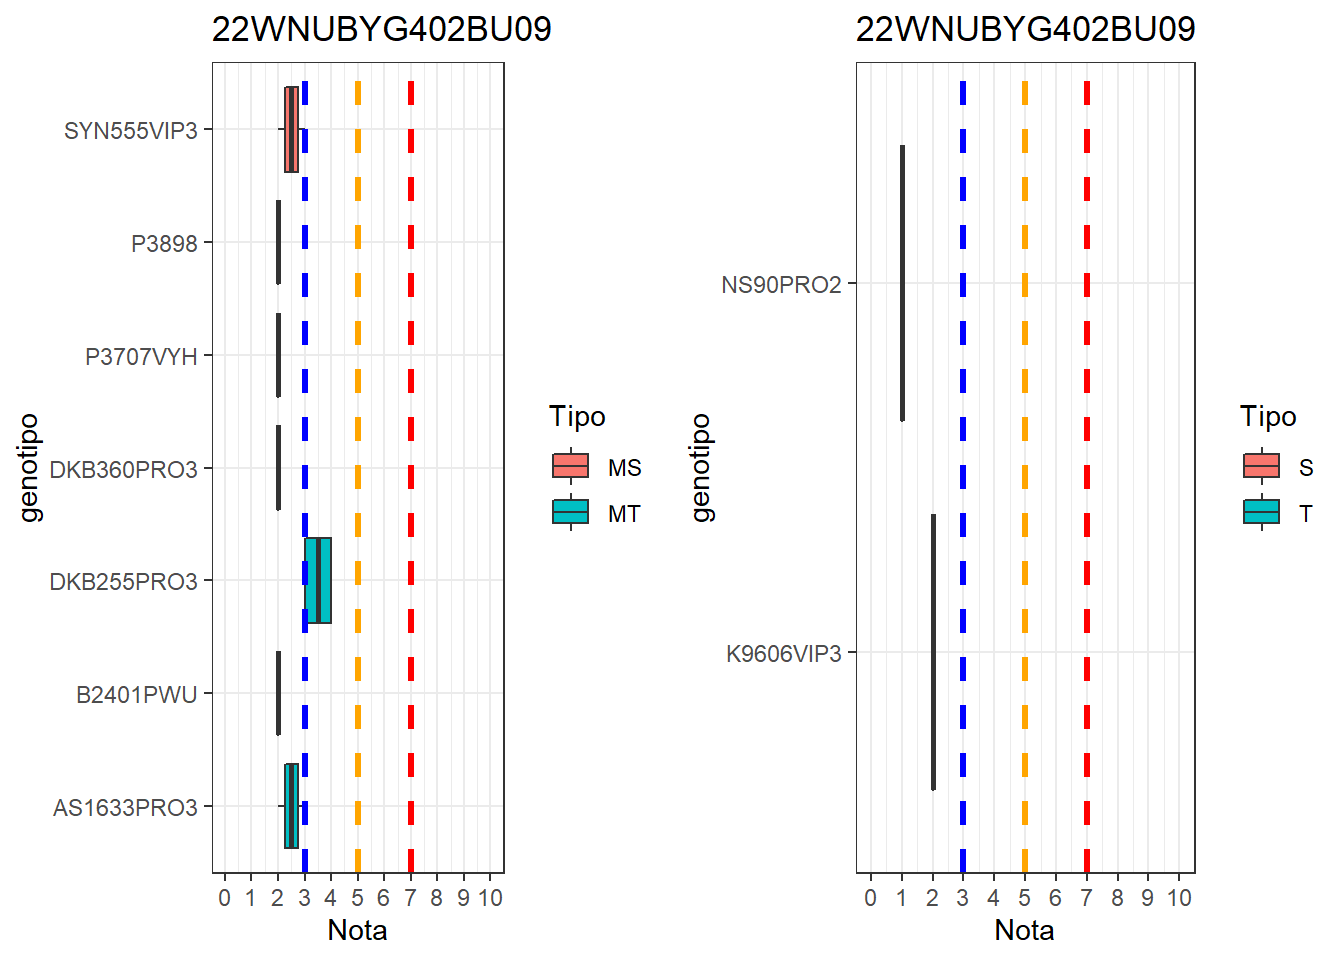 22WNUBYG402BU09
genotipo
SYN555VIP3
P3898
P3707VYH
DKB360PRO3
DKB255PRO3
B2401PWU
AS1633PRO3
0 1 2 3 4 5 6 7 8 9 10
Nota
Tipo
MS
MT
22WNUBYG402BU09
genotipo
NS90PRO2
K9606VIP3
0 1 2 3 4 5 6 7 8 9 10
Nota
Tipo
S
T